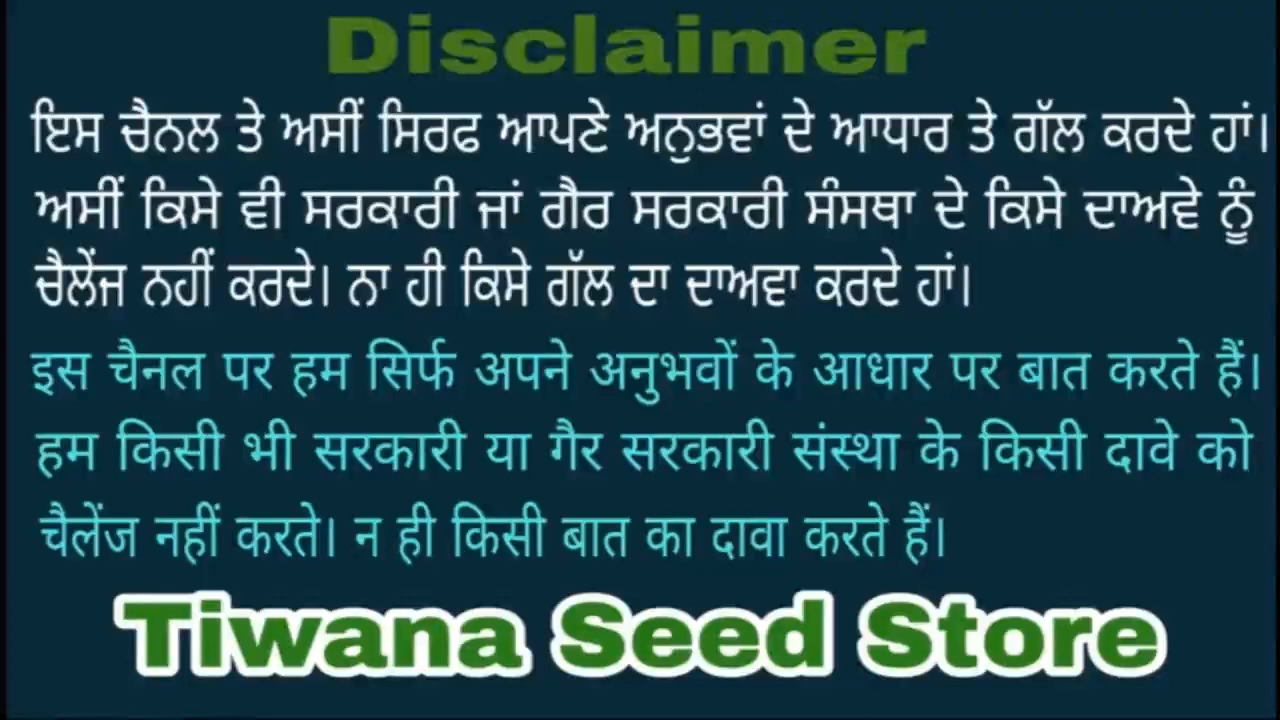 Disclaimer
ਇਸ ਚੈਨਲ ਤੇ ਅਸੀਂ ਸਿਰਫ ਆਪਣੇ ਅਨੁਭਵਾਂ ਦੇ ਆਧਾਰ ਤੇ ਗੱਲ ਕਰਦੇ ਹਾਂ।
ਅਸੀਂ ਕਿਸੇ ਵੀ ਸਰਕਾਰੀ ਜਾਂ ਗੈਰ ਸਰਕਾਰੀ ਸੰਸਥਾ ਦੇ ਕਿਸੇ ਦਾਅਵੇ ਨੂੰ
ਚੈਲੇਂਜ ਨਹੀਂ ਕਰਦੇ। ਨਾ ਹੀ ਕਿਸੇ ਗੱਲ ਦਾ ਦਾਅਵਾ ਕਰਦੇ ਹਾਂ।
इस चैनल पर हम सिर्फ अपने अनुभवों के आधार पर बात करते हैं।
हम किसी भी सरकारी या गैर सरकारी संस्था के किसी दावे को
चैलेंज नहीं करते। न ही किसी बात का दावा करते हैं।
Tiwana Seed Store